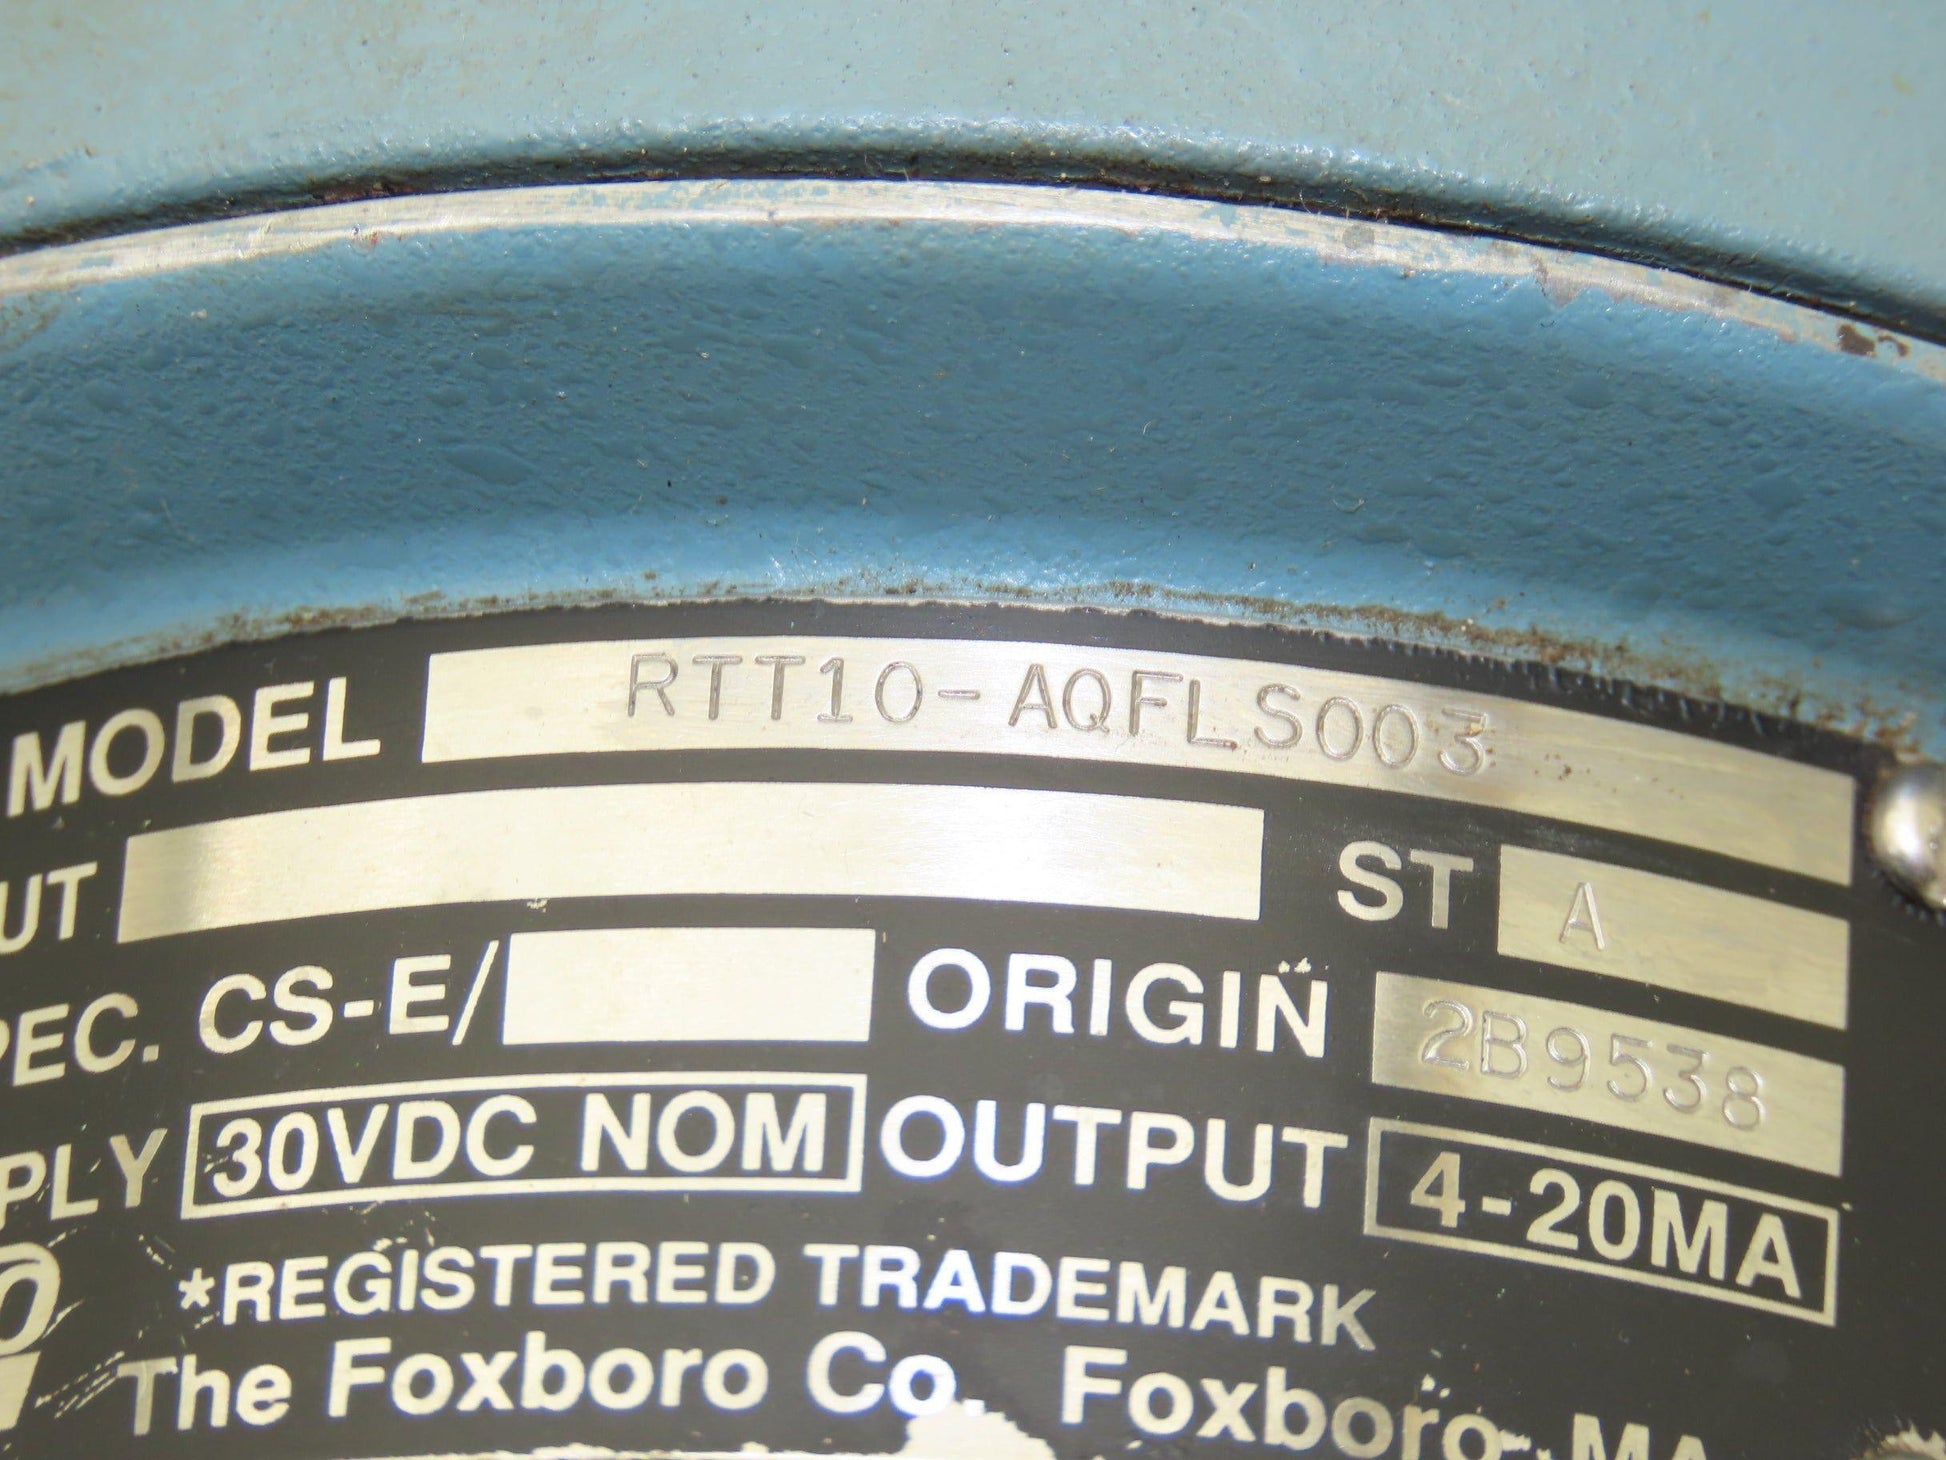 MODEL RTT10-AQFLS003
UT ST A
PEC. CS-E/ ORIGIN 2B9538
PLY 30VDC NOM OUTPUT 4-20MA
*REGISTERED TRADEMARK
The Foxboro Co. Foxboro, MA